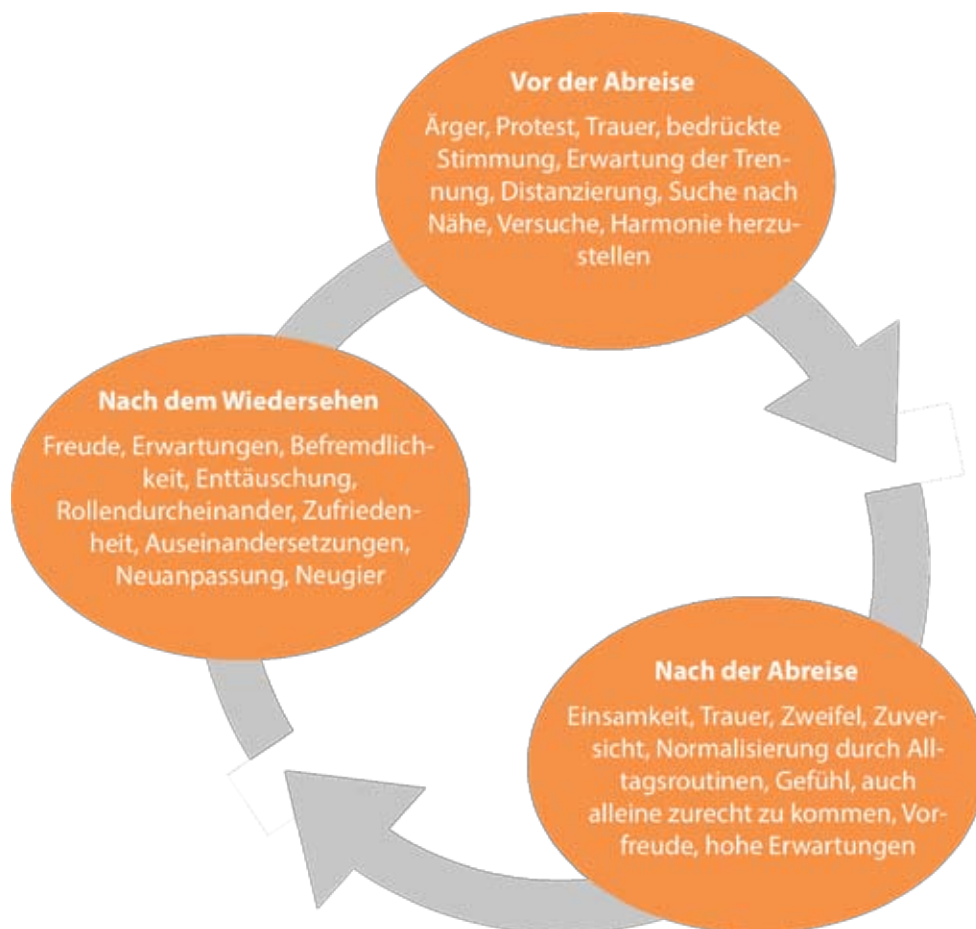 Vor der Abreise
Ärger, Protest, Trauer, bedrückte
Stimmung, Erwartung der Tren-
nung, Distanzierung, Suche nach
Nähe, Versuche, Harmonie herzu-
stellen
Nach dem Wiedersehen
Freude, Erwartungen, Befremdlich-
keit, Enttäuschung,
Rollendurcheinander, Zufrieden-
heit, Auseinandersetzungen,
Neuanpassung, Neugier
Nach der Abreise
Einsamkeit, Trauer, Zweifel, Zuver-
sicht, Normalisierung durch All-
tagsroutinen, Gefühl, auch
alleine zurecht zu kommen, Vor-
freude, hohe Erwartungen